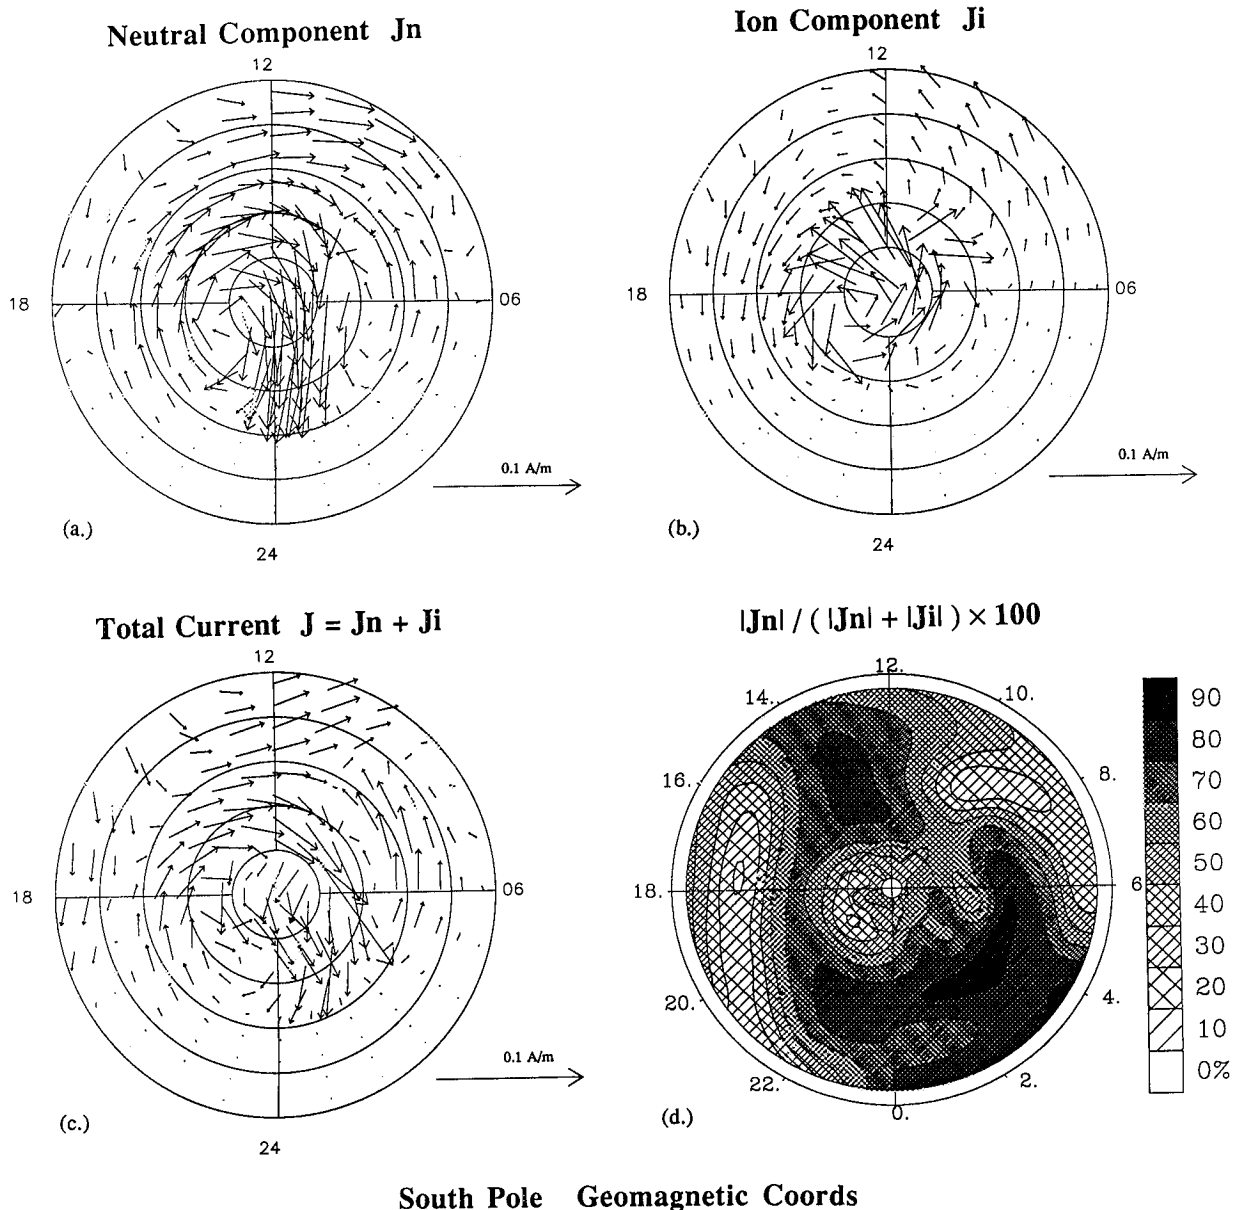 Neutral Component Jn
12
18
06
0.1 A/m
(a.)
24
Ion Component Ji
12
18
06
0.1 A/m
(b.)
24
Total Current J = Jn + Ji
12
18
06
0.1 A/m
(c.)
24
|Jn| / ( |Jn| + |Ji| ) × 100
12.
14.
10.
16.
8.
18.
6
20.
4.
22.
2.
0.
(d.)
90
80
70
60
50
40
30
20
10
0%
South Pole Geomagnetic Coords